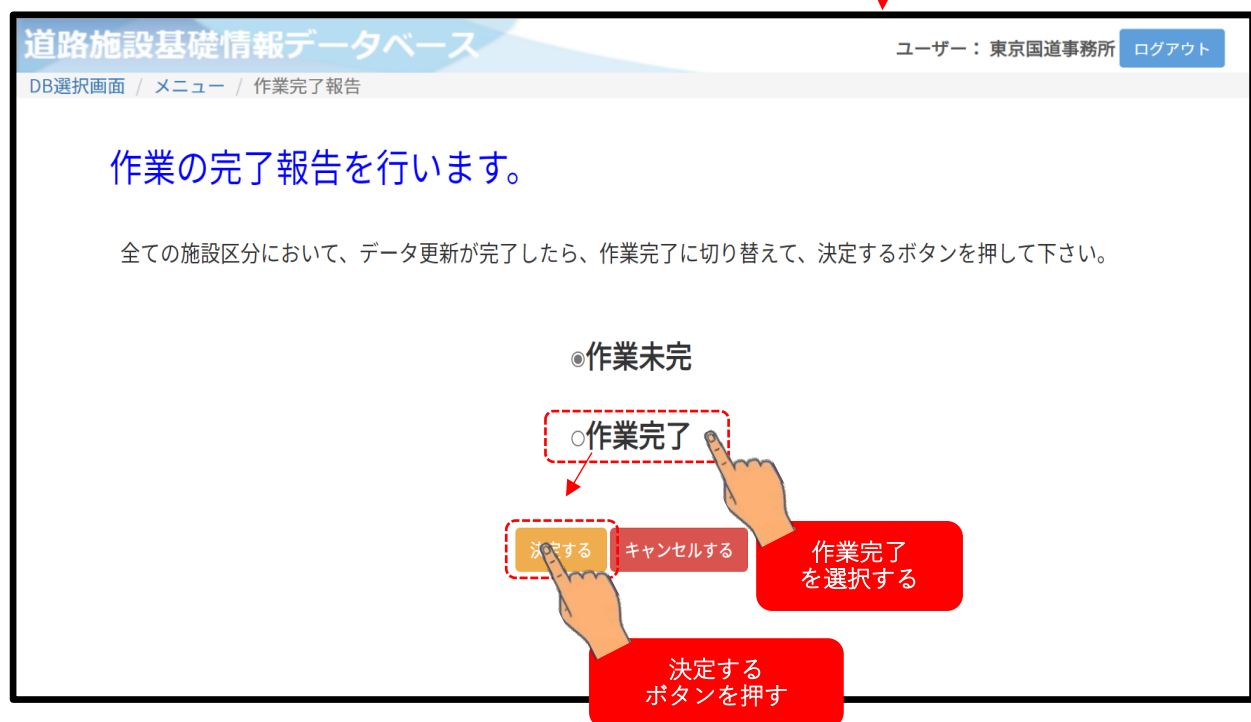 道路施設基礎情報データベース
ユーザー： 東京国道事務所 ログアウト
DB選択画面 / メニュー / 作業完了報告
作業の完了報告を行います。
全ての施設区分において、データ更新が完了したら、作業完了に切り替えて、決定するボタンを押して下さい。
作業未完
作業完了
決定する キャンセルする
作業完了
を選択する
決定する
ボタンを押す